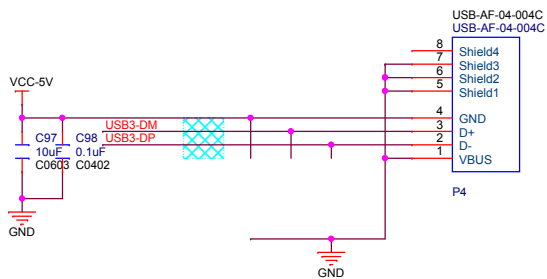 USB-AF-04-004C
USB-AF-04-004C
8 Shield4
7 Shield3
6 Shield2
5 Shield1
VCC-5V
4 GND
USB3-DM 3 D+
USB3-DP 2 D-
1 VBUS
C97 C98
10uF 0.1uF
C0603 C0402
P4
GND
GND